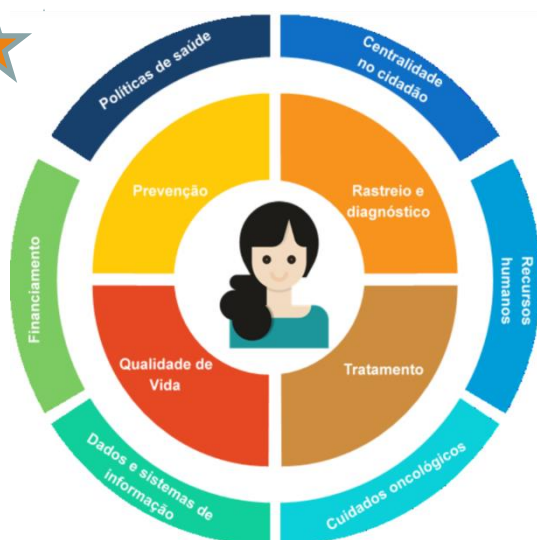 Políticas de saúde
Centralidade
no cidadão
Prevenção
Rastreio e
diagnóstico
Financiamento
Recursos
humanos
Qualidade de
Vida
Tratamento
Dados e sistemas de
informação
Cuidados oncológicos